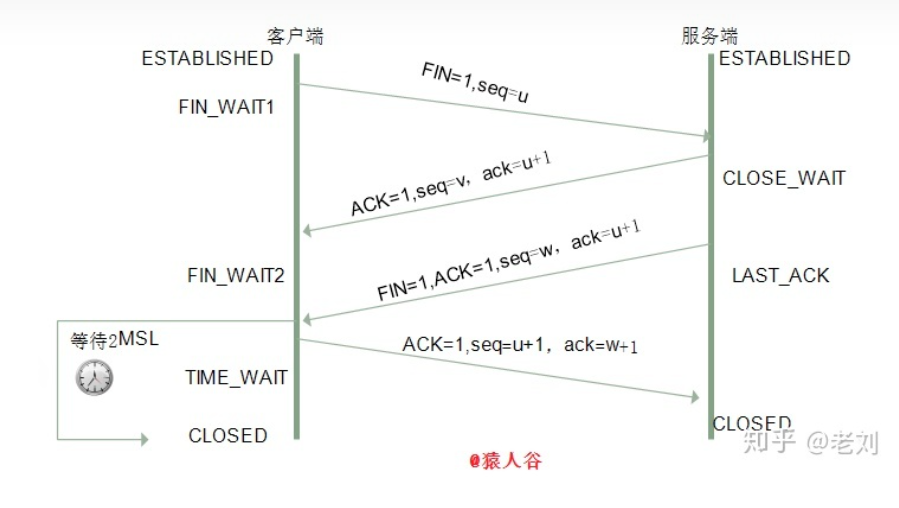 客户端
服务端
ESTABLISHED
ESTABLISHED
FIN=1,seq=u
FIN_WAIT1
ACK=1,seq=v，ack=u+1
CLOSE_WAIT
FIN=1,ACK=1,seq=w，ack=u+1
FIN_WAIT2
LAST_ACK
等待2MSL
ACK=1,seq=u+1，ack=w+1
TIME_WAIT
CLOSED
CLOSED
知乎 @老刘
@猿人谷